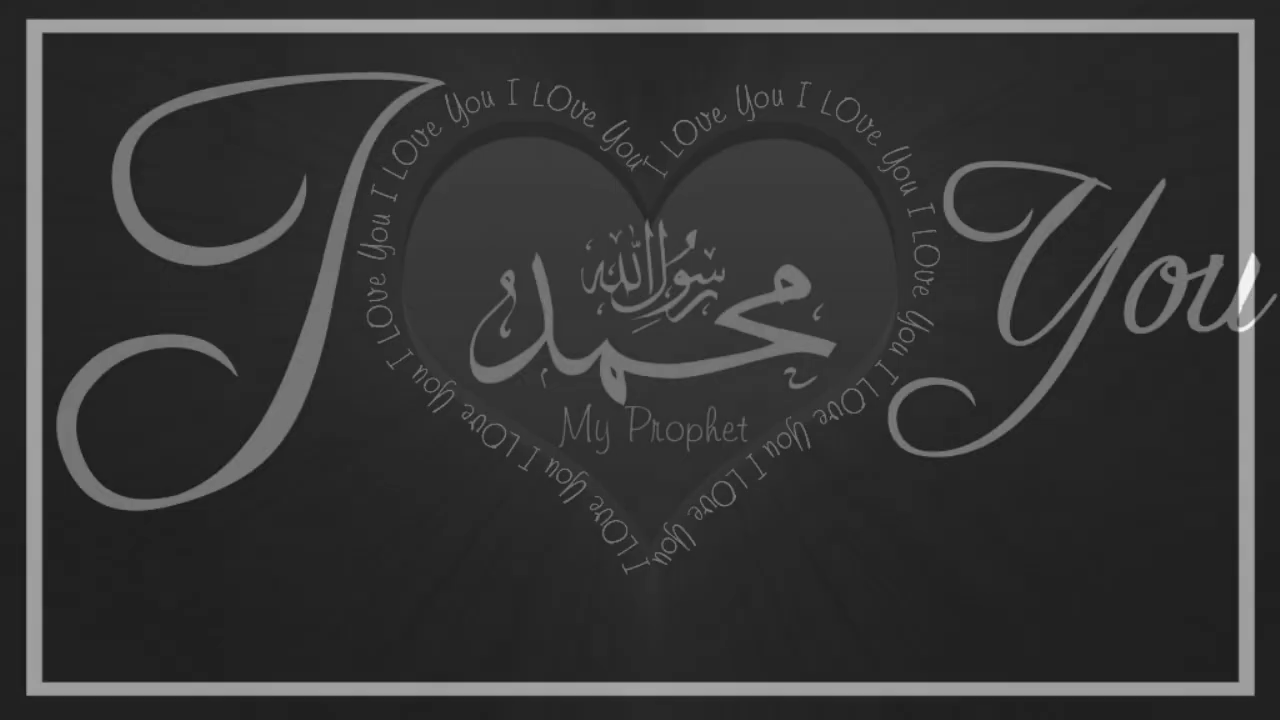 I
I LOve You I LOve You I LOve You I LOve You I LOve You I LOve You I LOve You I LOve You I LOve You I LOve You
You
رسول الله
محمد
My Prophet